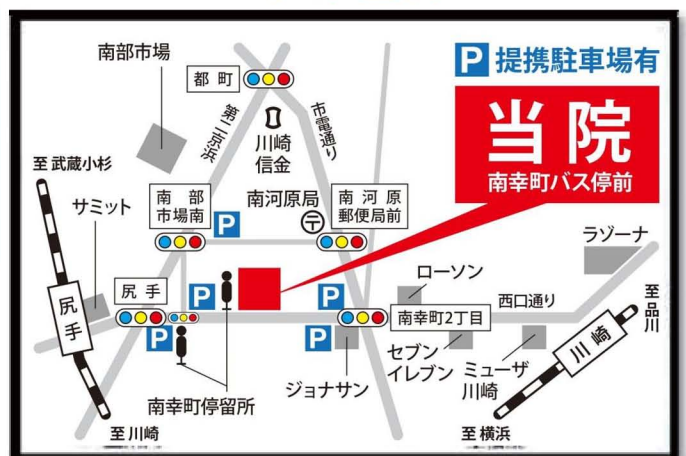 南部市場
都町
P 提携駐車場有
当院
南幸町バス停前
第二京浜
市電通り
川崎
信金
至武蔵小杉
サミット
南部
市場南
P
南河原局
〒
南河原
郵便局前
ラゾーナ
尻手
尻手
P
P
ローソン
西口通り
至品川
南幸町2丁目
川崎
P
P
ジョナサン
セブン
イレブン
ミューザ
川崎
南幸町停留所
至川崎
至横浜